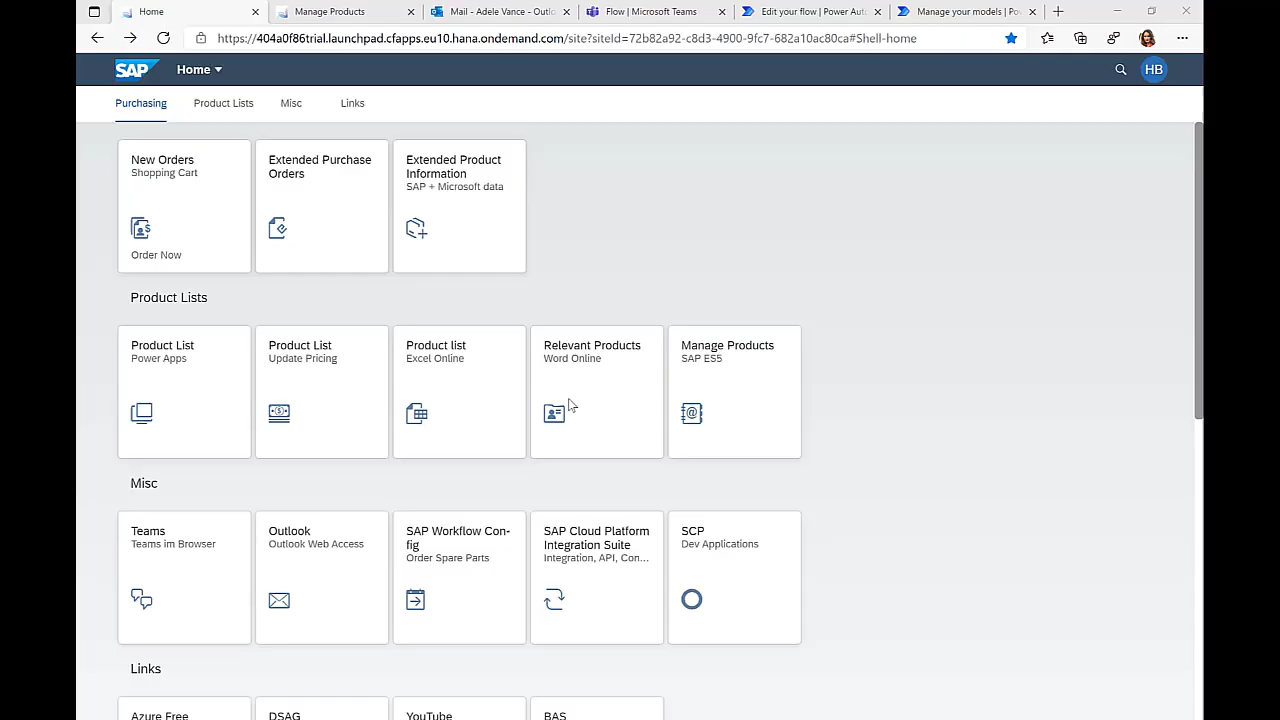 Home
Manage Products
Mail - Adele Vance - Outlo
Flow | Microsoft Teams
Edit your flow | Power Aut
Manage your models | Po
https://404a0f86trial.launchpad.cfapps.eu10.hana.ondemand.com/site?siteId=72b82a92-c8d3-4900-9fc7-682a10ac80ca#Shell-home
SAP
Home
HB
Purchasing
Product Lists
Misc
Links
New Orders
Shopping Cart
Order Now
Extended Purchase
Orders
Extended Product
Information
SAP + Microsoft data
Product Lists
Product List
Power Apps
Product List
Update Pricing
Product list
Excel Online
Relevant Products
Word Online
Manage Products
SAP ES5
Misc
Teams
Teams im Browser
Outlook
Outlook Web Access
SAP Workflow Con-
fig
Order Spare Parts
SAP Cloud Platform
Integration Suite
Integration, API, Con...
SCP
Dev Applications
Links
Azure Free
DSAG
YouTube
BAS